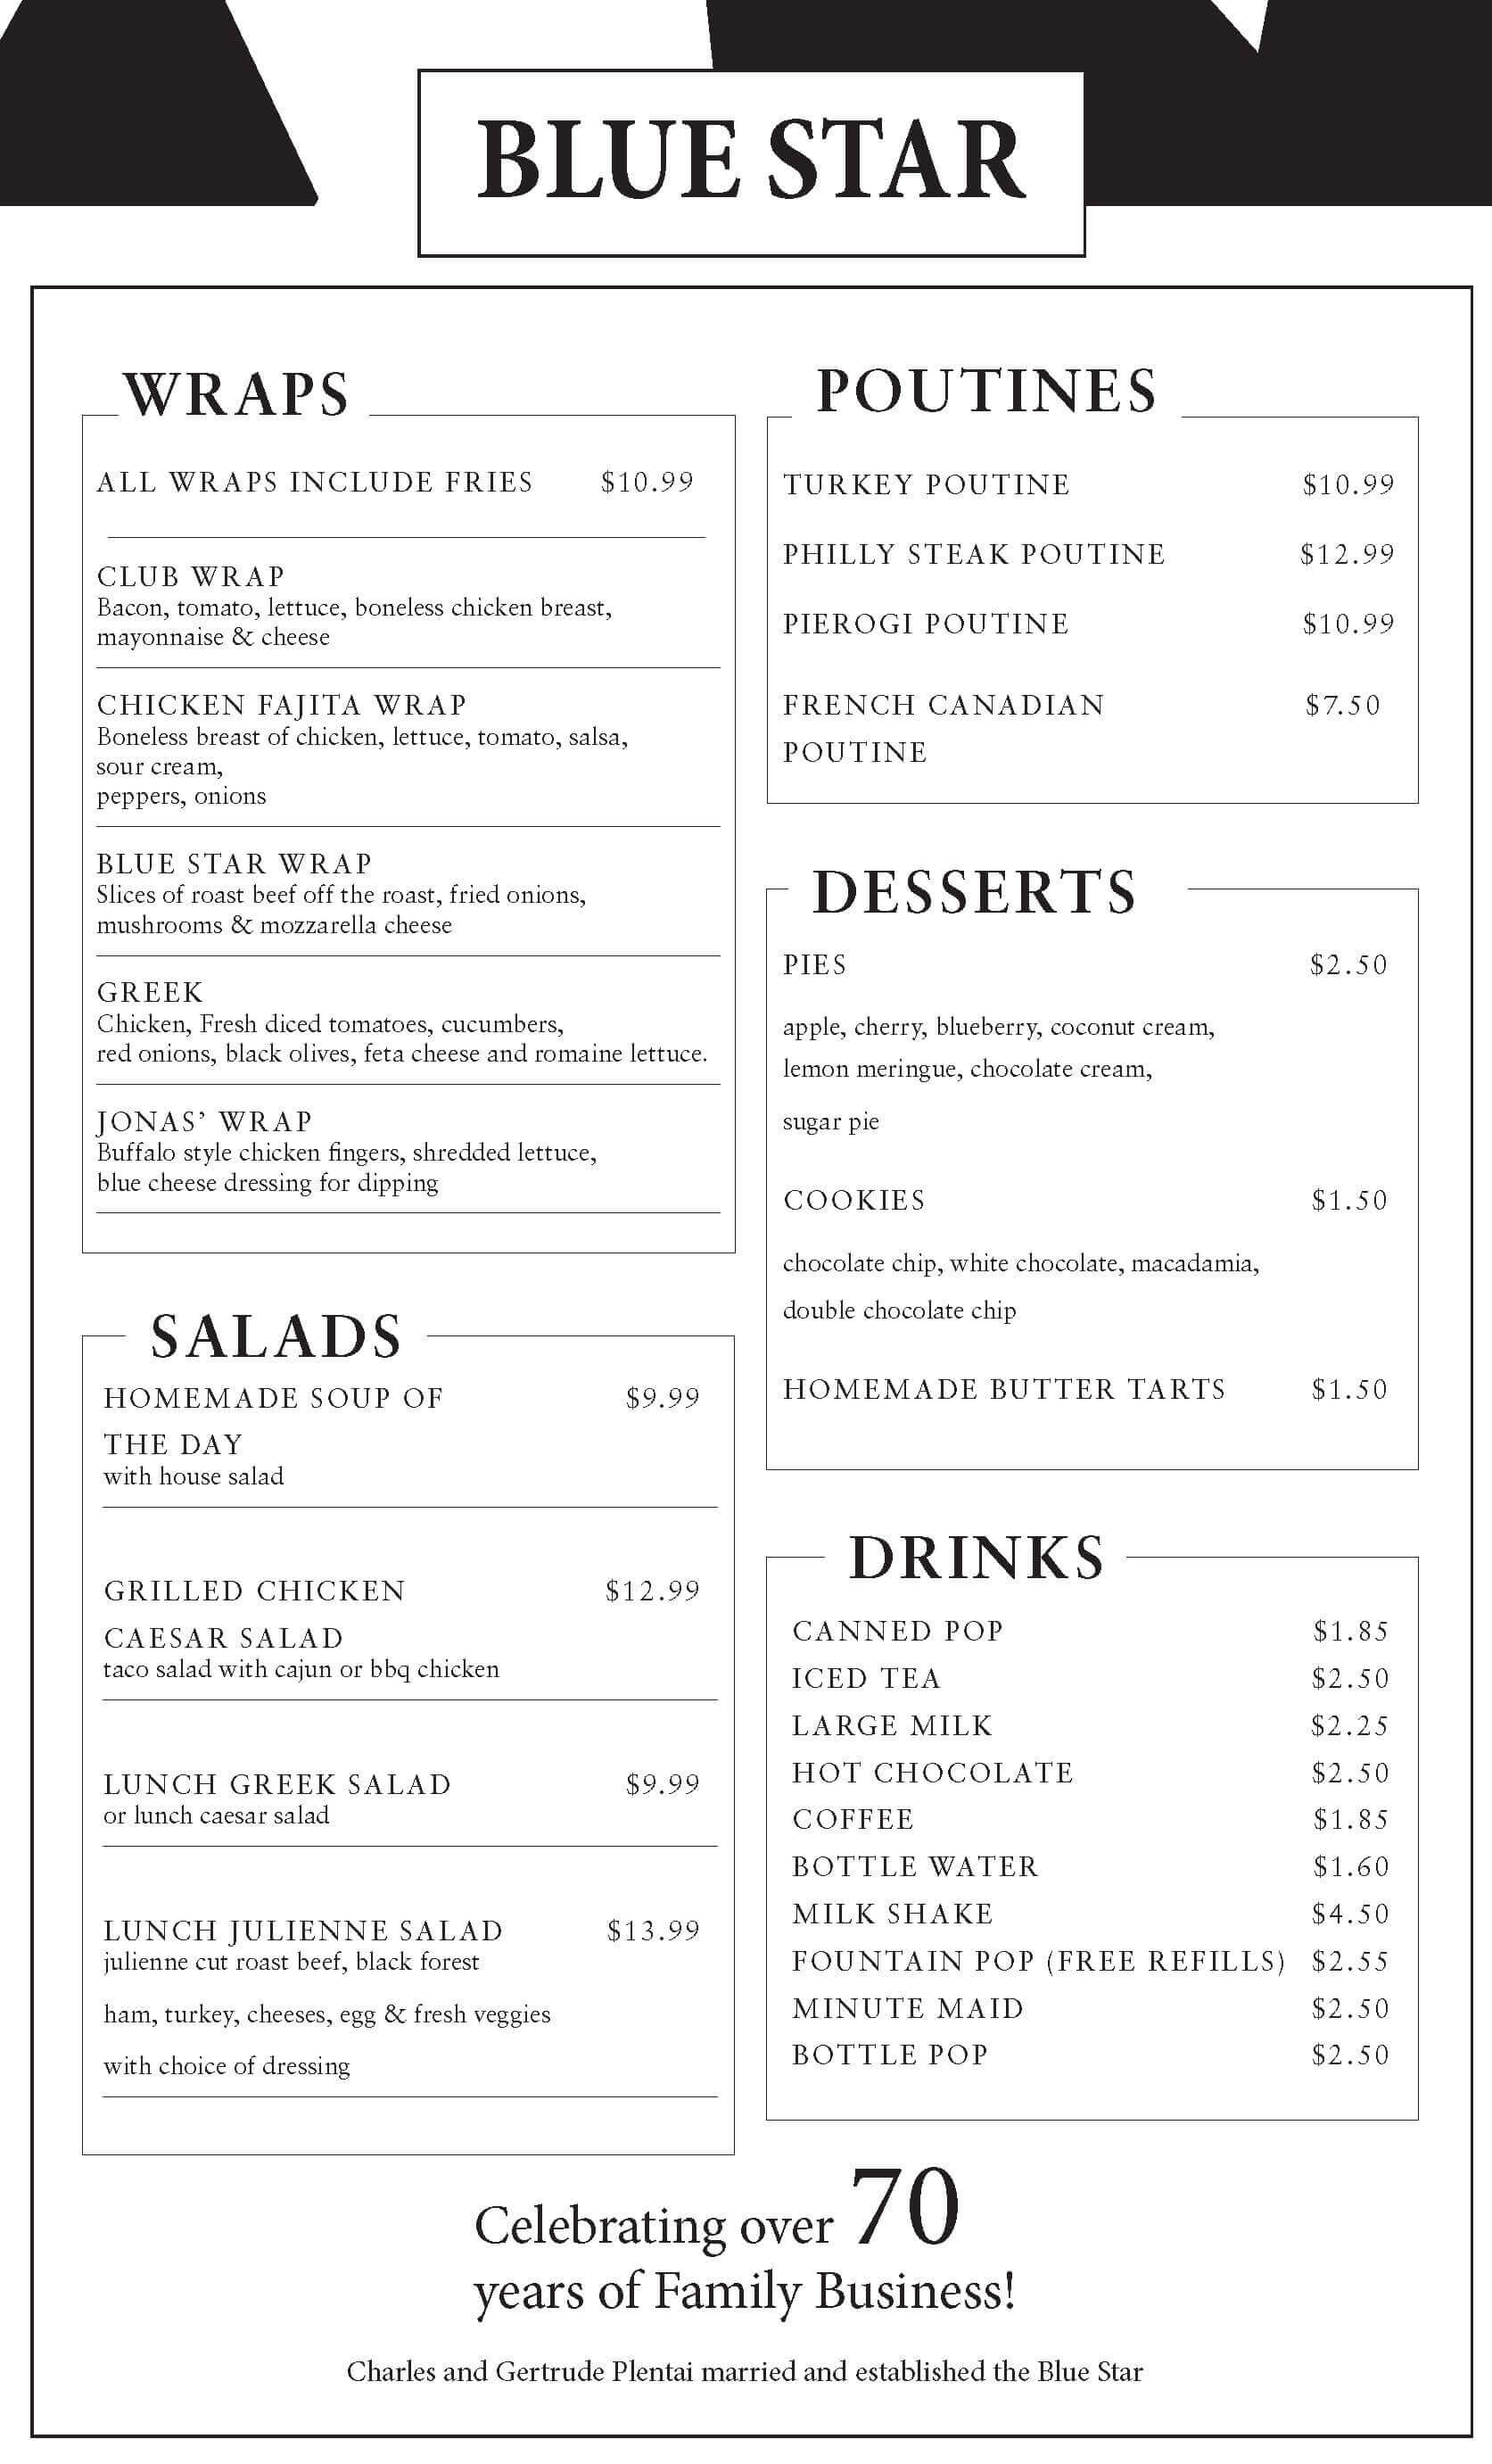 BLUE STAR
WRAPS
ALL WRAPS INCLUDE FRIES $10.99
CLUB WRAP
Bacon, tomato, lettuce, boneless chicken breast,
mayonnaise & cheese
CHICKEN FAJITA WRAP
Boneless breast of chicken, lettuce, tomato, salsa,
sour cream,
peppers, onions
BLUE STAR WRAP
Slices of roast beef off the roast, fried onions,
mushrooms & mozzarella cheese
GREEK
Chicken, Fresh diced tomatoes, cucumbers,
red onions, black olives, feta cheese and romaine lettuce.
JONAS’ WRAP
Buffalo style chicken fingers, shredded lettuce,
blue cheese dressing for dipping
SALADS
HOMEMADE SOUP OF $9.99
THE DAY
with house salad
GRILLED CHICKEN $12.99
CAESAR SALAD
taco salad with cajun or bbq chicken
LUNCH GREEK SALAD $9.99
or lunch caesar salad
LUNCH JULIENNE SALAD $13.99
julienne cut roast beef, black forest
ham, turkey, cheeses, egg & fresh veggies
with choice of dressing
POUTINES
TURKEY POUTINE $10.99
PHILLY STEAK POUTINE $12.99
PIEROGI POUTINE $10.99
FRENCH CANADIAN $7.50
POUTINE
DESSERTS
PIES $2.50
apple, cherry, blueberry, coconut cream,
lemon meringue, chocolate cream,
sugar pie
COOKIES $1.50
chocolate chip, white chocolate, macadamia,
double chocolate chip
HOMEMADE BUTTER TARTS $1.50
DRINKS
CANNED POP $1.85
ICED TEA $2.50
LARGE MILK $2.25
HOT CHOCOLATE $2.50
COFFEE $1.85
BOTTLE WATER $1.60
MILK SHAKE $4.50
FOUNTAIN POP (FREE REFILLS) $2.55
MINUTE MAID $2.50
BOTTLE POP $2.50
Celebrating over 70
years of Family Business!
Charles and Gertrude Plentai married and established the Blue Star